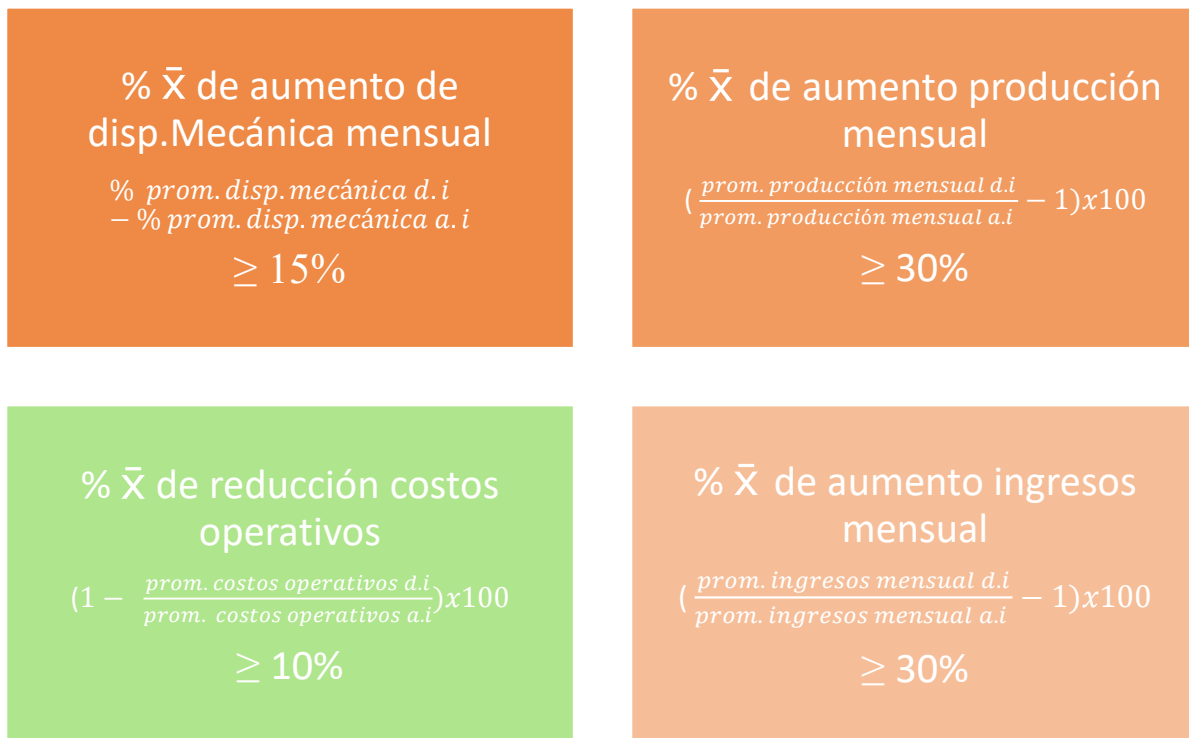 % x̄ de aumento de
disp.Mecánica mensual
% prom. disp. mecánica d. i
− % prom. disp. mecánica a. i
≥ 15%
% x̄ de aumento producción
mensual
( prom. producción mensual d.i / prom. producción mensual a.i − 1)x100
≥ 30%
% x̄ de reducción costos
operativos
(1 − prom. costos operativos d.i / prom. costos operativos a.i )x100
≥ 10%
% x̄ de aumento ingresos
mensual
( prom. ingresos mensual d.i / prom. ingresos mensual a.i − 1)x100
≥ 30%